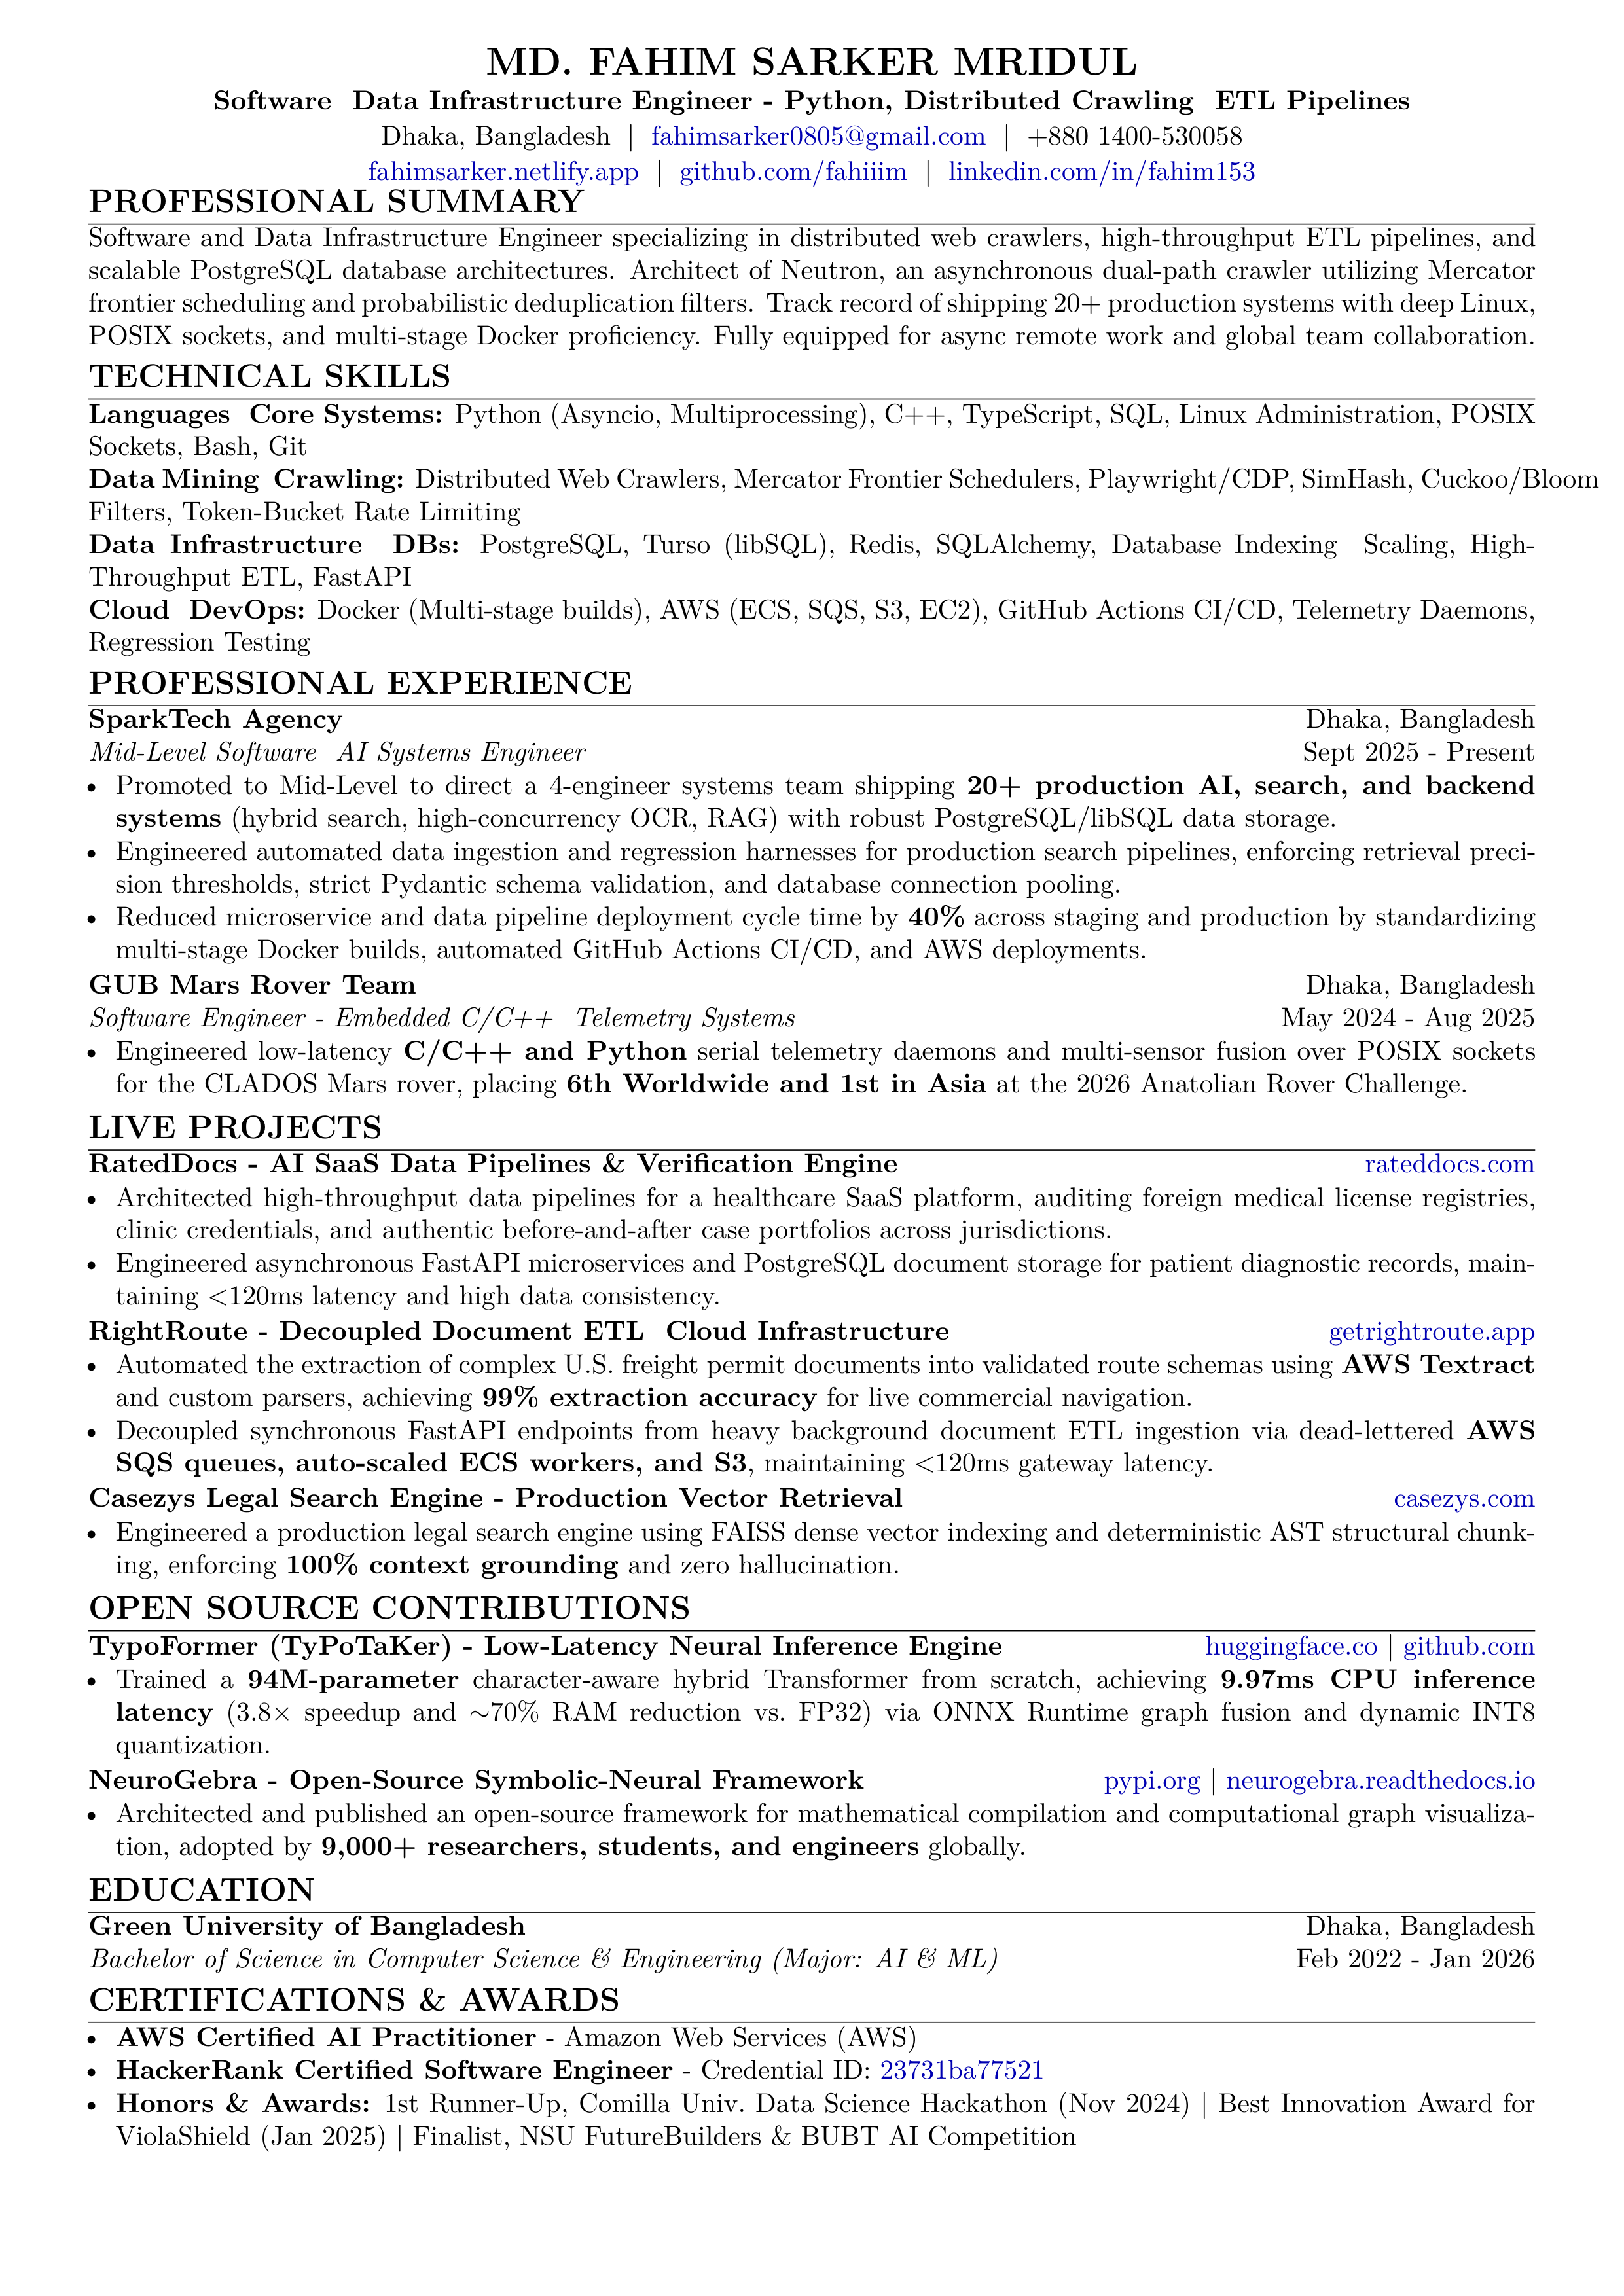 MD. FAHIM SARKER MRIDUL
Software Data Infrastructure Engineer - Python, Distributed Crawling ETL Pipelines
Dhaka, Bangladesh | fahimsarker0805@gmail.com | +880 1400-530058
fahimsarker.netlify.app | github.com/fahiiim | linkedin.com/in/fahim153
PROFESSIONAL SUMMARY
Software and Data Infrastructure Engineer specializing in distributed web crawlers, high-throughput ETL pipelines, and
scalable PostgreSQL database architectures. Architect of Neutron, an asynchronous dual-path crawler utilizing Mercator
frontier scheduling and probabilistic deduplication filters. Track record of shipping 20+ production systems with deep Linux,
POSIX sockets, and multi-stage Docker proficiency. Fully equipped for async remote work and global team collaboration.
TECHNICAL SKILLS
Languages Core Systems: Python (Asyncio, Multiprocessing), C++, TypeScript, SQL, Linux Administration, POSIX
Sockets, Bash, Git
Data Mining Crawling: Distributed Web Crawlers, Mercator Frontier Schedulers, Playwright/CDP, SimHash, Cuckoo/Bloom
Filters, Token-Bucket Rate Limiting
Data Infrastructure DBs: PostgreSQL, Turso (libSQL), Redis, SQLAlchemy, Database Indexing Scaling, High-
Throughput ETL, FastAPI
Cloud DevOps: Docker (Multi-stage builds), AWS (ECS, SQS, S3, EC2), GitHub Actions CI/CD, Telemetry Daemons,
Regression Testing
PROFESSIONAL EXPERIENCE
SparkTech Agency Dhaka, Bangladesh
Mid-Level Software AI Systems Engineer Sept 2025 - Present
• Promoted to Mid-Level to direct a 4-engineer systems team shipping 20+ production AI, search, and backend
systems (hybrid search, high-concurrency OCR, RAG) with robust PostgreSQL/libSQL data storage.
• Engineered automated data ingestion and regression harnesses for production search pipelines, enforcing retrieval preci-
sion thresholds, strict Pydantic schema validation, and database connection pooling.
• Reduced microservice and data pipeline deployment cycle time by 40% across staging and production by standardizing
multi-stage Docker builds, automated GitHub Actions CI/CD, and AWS deployments.
GUB Mars Rover Team Dhaka, Bangladesh
Software Engineer - Embedded C/C++ Telemetry Systems May 2024 - Aug 2025
• Engineered low-latency C/C++ and Python serial telemetry daemons and multi-sensor fusion over POSIX sockets
for the CLADOS Mars rover, placing 6th Worldwide and 1st in Asia at the 2026 Anatolian Rover Challenge.
LIVE PROJECTS
RatedDocs - AI SaaS Data Pipelines & Verification Engine rateddocs.com
• Architected high-throughput data pipelines for a healthcare SaaS platform, auditing foreign medical license registries,
clinic credentials, and authentic before-and-after case portfolios across jurisdictions.
• Engineered asynchronous FastAPI microservices and PostgreSQL document storage for patient diagnostic records, main-
taining <120ms latency and high data consistency.
RightRoute - Decoupled Document ETL Cloud Infrastructure getrightroute.app
• Automated the extraction of complex U.S. freight permit documents into validated route schemas using AWS Textract
and custom parsers, achieving 99% extraction accuracy for live commercial navigation.
• Decoupled synchronous FastAPI endpoints from heavy background document ETL ingestion via dead-lettered AWS
SQS queues, auto-scaled ECS workers, and S3, maintaining <120ms gateway latency.
Casezys Legal Search Engine - Production Vector Retrieval casezys.com
• Engineered a production legal search engine using FAISS dense vector indexing and deterministic AST structural chunk-
ing, enforcing 100% context grounding and zero hallucination.
OPEN SOURCE CONTRIBUTIONS
TypoFormer (TyPoTaKer) - Low-Latency Neural Inference Engine huggingface.co | github.com
• Trained a 94M-parameter character-aware hybrid Transformer from scratch, achieving 9.97ms CPU inference
latency (3.8× speedup and ~70% RAM reduction vs. FP32) via ONNX Runtime graph fusion and dynamic INT8
quantization.
NeuroGebra - Open-Source Symbolic-Neural Framework pypi.org | neurogebra.readthedocs.io
• Architected and published an open-source framework for mathematical compilation and computational graph visualiza-
tion, adopted by 9,000+ researchers, students, and engineers globally.
EDUCATION
Green University of Bangladesh Dhaka, Bangladesh
Bachelor of Science in Computer Science & Engineering (Major: AI & ML) Feb 2022 - Jan 2026
CERTIFICATIONS & AWARDS
• AWS Certified AI Practitioner - Amazon Web Services (AWS)
• HackerRank Certified Software Engineer - Credential ID: 23731ba77521
• Honors & Awards: 1st Runner-Up, Comilla Univ. Data Science Hackathon (Nov 2024) | Best Innovation Award for
ViolaShield (Jan 2025) | Finalist, NSU FutureBuilders & BUBT AI Competition